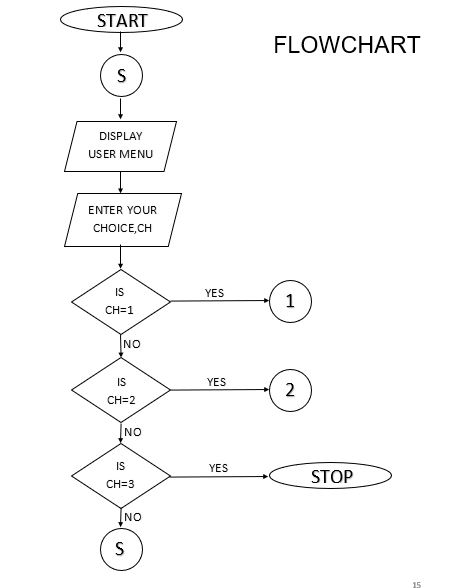 START
FLOWCHART
S
DISPLAY
USER MENU
ENTER YOUR
CHOICE,CH
IS
CH=1
YES
1
NO
IS
CH=2
YES
2
NO
IS
CH=3
YES
STOP
NO
S
15